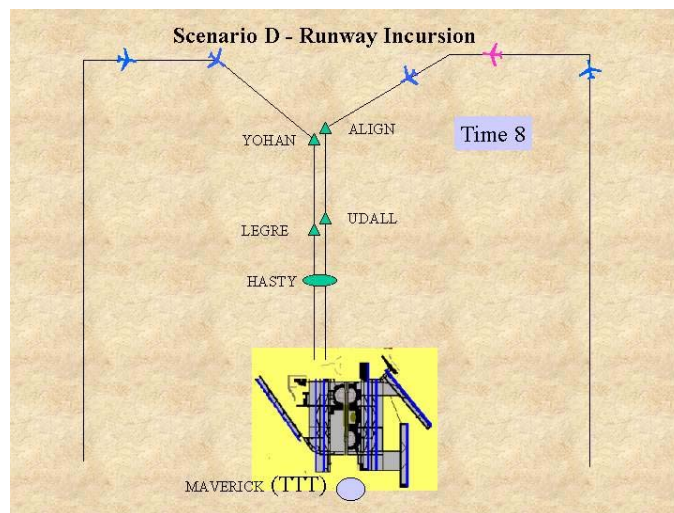 Scenario D - Runway Incursion
ALIGN
YOHAN
Time 8
UDALL
LEGRE
HASTY
MAVERICK (TTT)